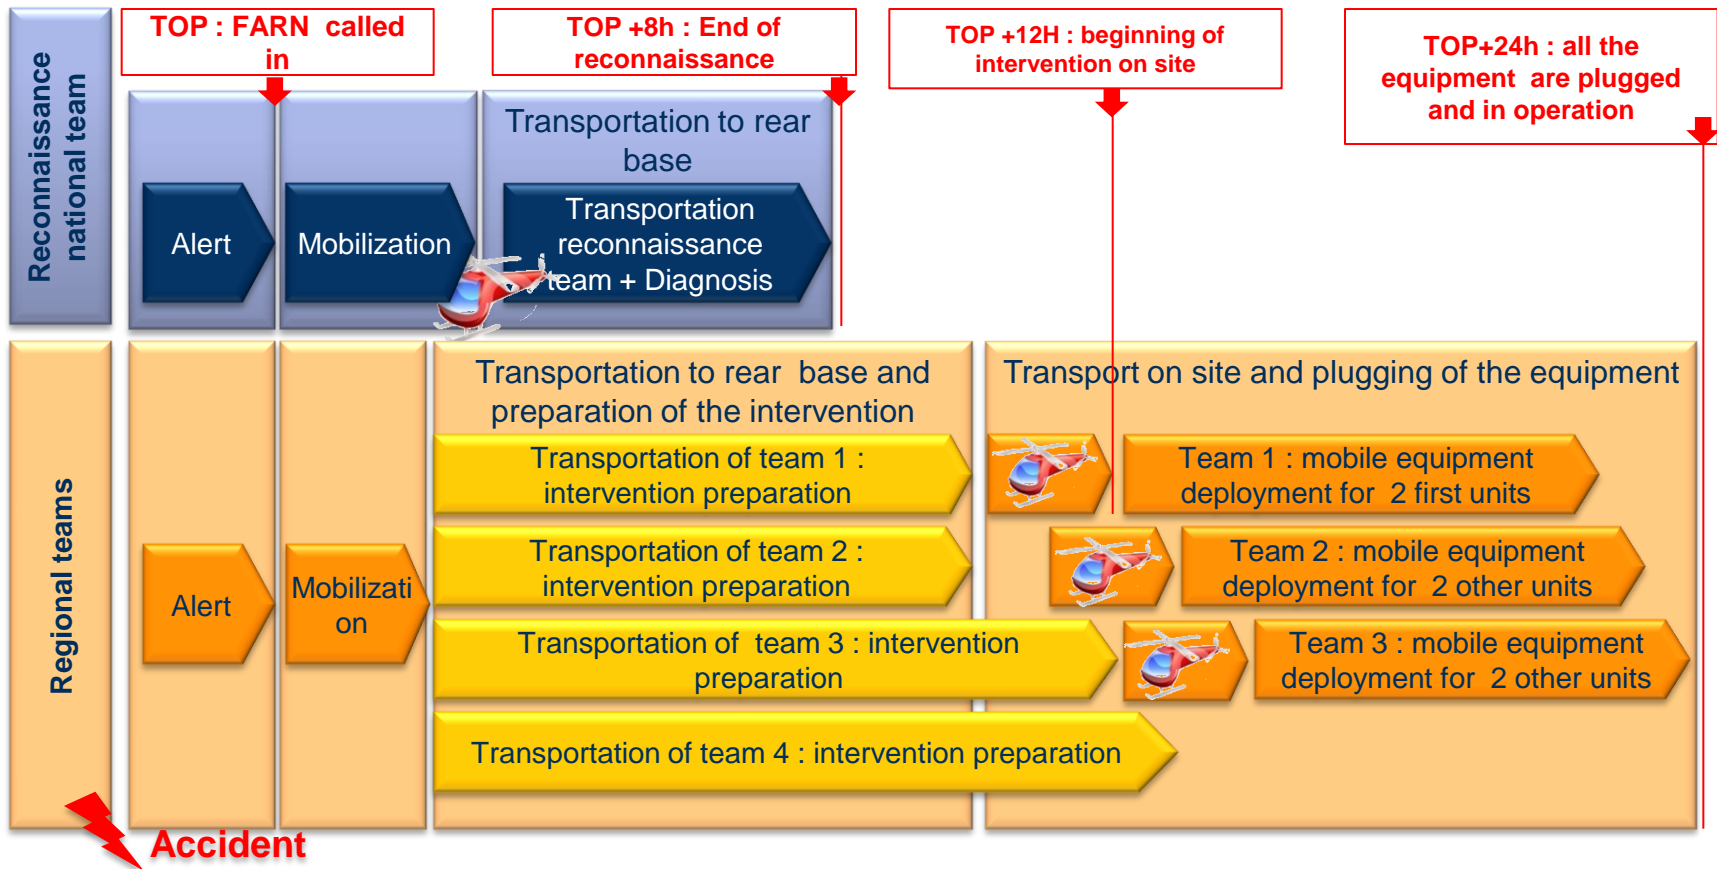 TOP : FARN called
in
TOP +8h : End of
reconnaissance
TOP +12H : beginning of
intervention on site
TOP+24h : all the
equipment are plugged
and in operation
Reconnaissance
national team
Transportation to rear
base
Alert
Mobilization
Transportation
reconnaissance
team + Diagnosis
Regional teams
Transportation to rear base and
preparation of the intervention
Transport on site and plugging of the equipment
Transportation of team 1 :
intervention preparation
Team 1 : mobile equipment
deployment for 2 first units
Transportation of team 2 :
intervention preparation
Team 2 : mobile equipment
deployment for 2 other units
Alert
Mobilizati
on
Transportation of team 3 : intervention
preparation
Team 3 : mobile equipment
deployment for 2 other units
Transportation of team 4 : intervention preparation
Accident